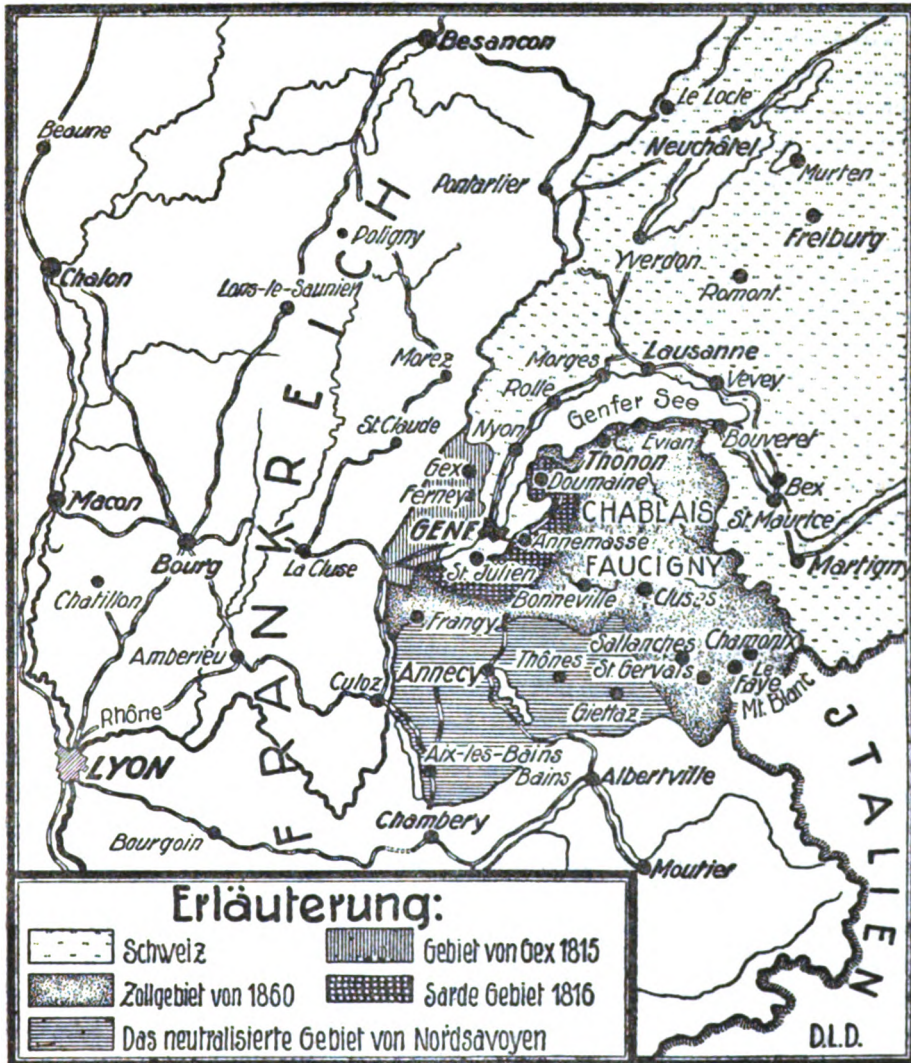 Besancon
Le Locle
Beaune
Neuchâtel
Murten
Pontarlier
Freiburg
Poligny
Yverdon
Chalon
Romont
Lons-le-Saunier
Morges
Lausanne
Morez
Rolle
Vevey
Genfer See
St. Claude
Nyon
Evian
Bouveret
Thonon
Gex
Doumaine
Bex
Macon
Ferney
CHABLAIS
St. Maurice
GENF
Annemasse
Bourg
La Cluse
St. Julien
FAUCIGNY
Martigny
Chatillon
Bonneville
Cluses
Frangy
Amberieu
Sallanches
Chamonix
Annecy
Thônes
St. Gervais
Le
Faye
Culoz
Mt. Blanc
Rhône
Giettaz
LYON
Aix-les-Bains
Bains
Albertville
Chambery
Bourgoin
Moutier
FRANKREICH
JTALIEN
Erläuterung:
Schweiz
Gebiet von Gex 1815
Zollgebiet von 1860
Sarde Gebiet 1816
Das neutralisierte Gebiet von Nordsavoyen
D.L.D.